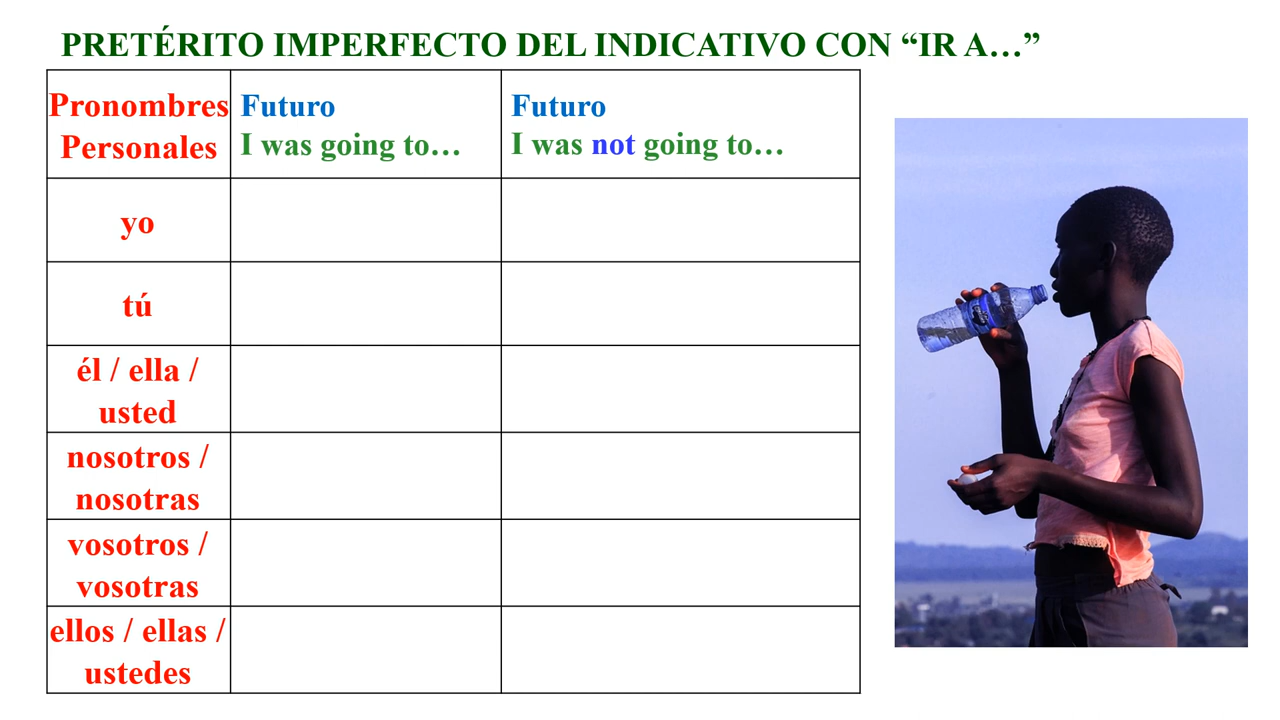 PRETÉRITO IMPERFECTO DEL INDICATIVO CON “IR A…”
Pronombres
Personales
Futuro
I was going to…
Futuro
I was not going to…
yo
tú
él / ella /
usted
nosotros /
nosotras
vosotros /
vosotras
ellos / ellas /
ustedes